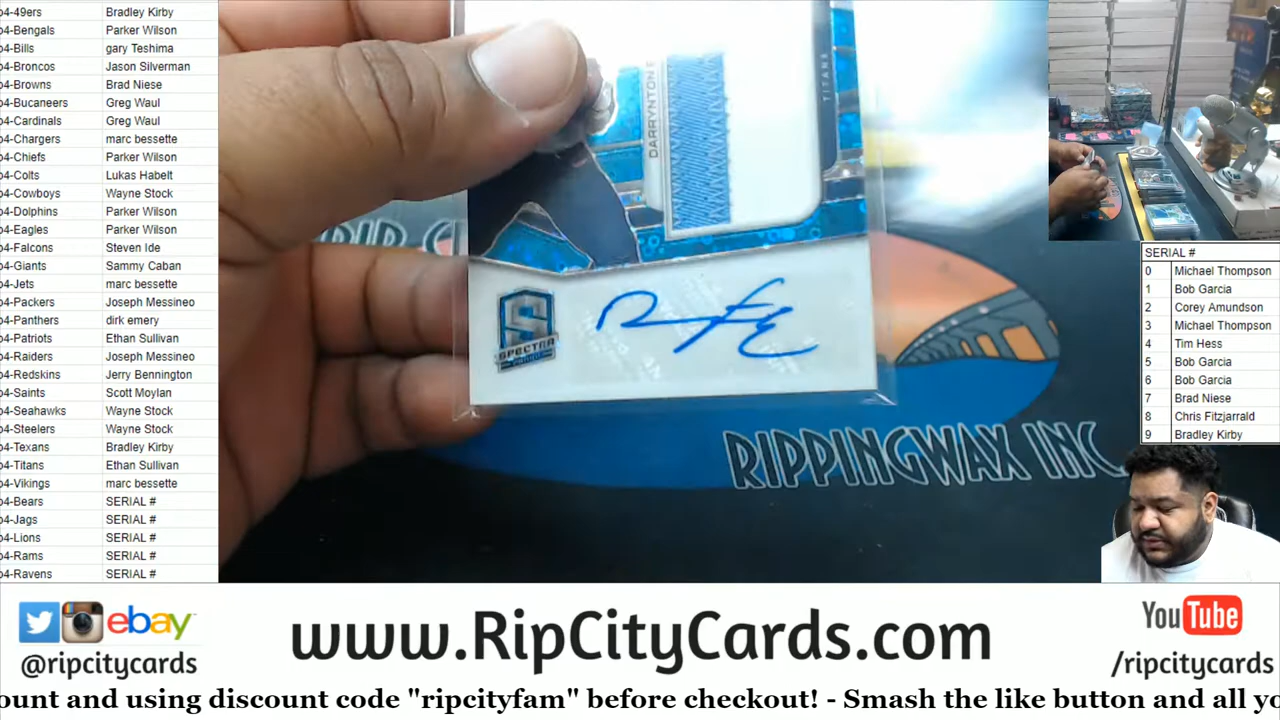 o4-49ers Bradley Kirby
o4-Bengals Parker Wilson
o4-Bills gary Teshima
o4-Broncos Jason Silverman
o4-Browns Brad Niese
o4-Bucaneers Greg Waul
o4-Cardinals Greg Waul
o4-Chargers marc bessette
o4-Chiefs Parker Wilson
o4-Colts Lukas Habelt
o4-Cowboys Wayne Stock
o4-Dolphins Parker Wilson
o4-Eagles Parker Wilson
o4-Falcons Steven Ide
o4-Giants Sammy Caban
o4-Jets marc bessette
o4-Packers Joseph Messineo
o4-Panthers dirk emery
o4-Patriots Ethan Sullivan
o4-Raiders Joseph Messineo
o4-Redskins Jerry Bennington
o4-Saints Scott Moylan
o4-Seahawks Wayne Stock
o4-Steelers Wayne Stock
o4-Texans Bradley Kirby
o4-Titans Ethan Sullivan
o4-Vikings marc bessette
o4-Bears SERIAL #
o4-Jags SERIAL #
o4-Lions SERIAL #
o4-Rams SERIAL #
o4-Ravens SERIAL #
DARRYNTON E
TITANS
SPECTRA
RIP C
RIPPINGWAX INC
SERIAL #
0 Michael Thompson
1 Bob Garcia
2 Corey Amundson
3 Michael Thompson
4 Tim Hess
5 Bob Garcia
6 Bob Garcia
7 Brad Niese
8 Chris Fitzjarrald
9 Bradley Kirby
ebay
@ripcitycards
www.RipCityCards.com
YouTube
/ripcitycards
ount and using discount code "ripcityfam" before checkout! - Smash the like button and all yo